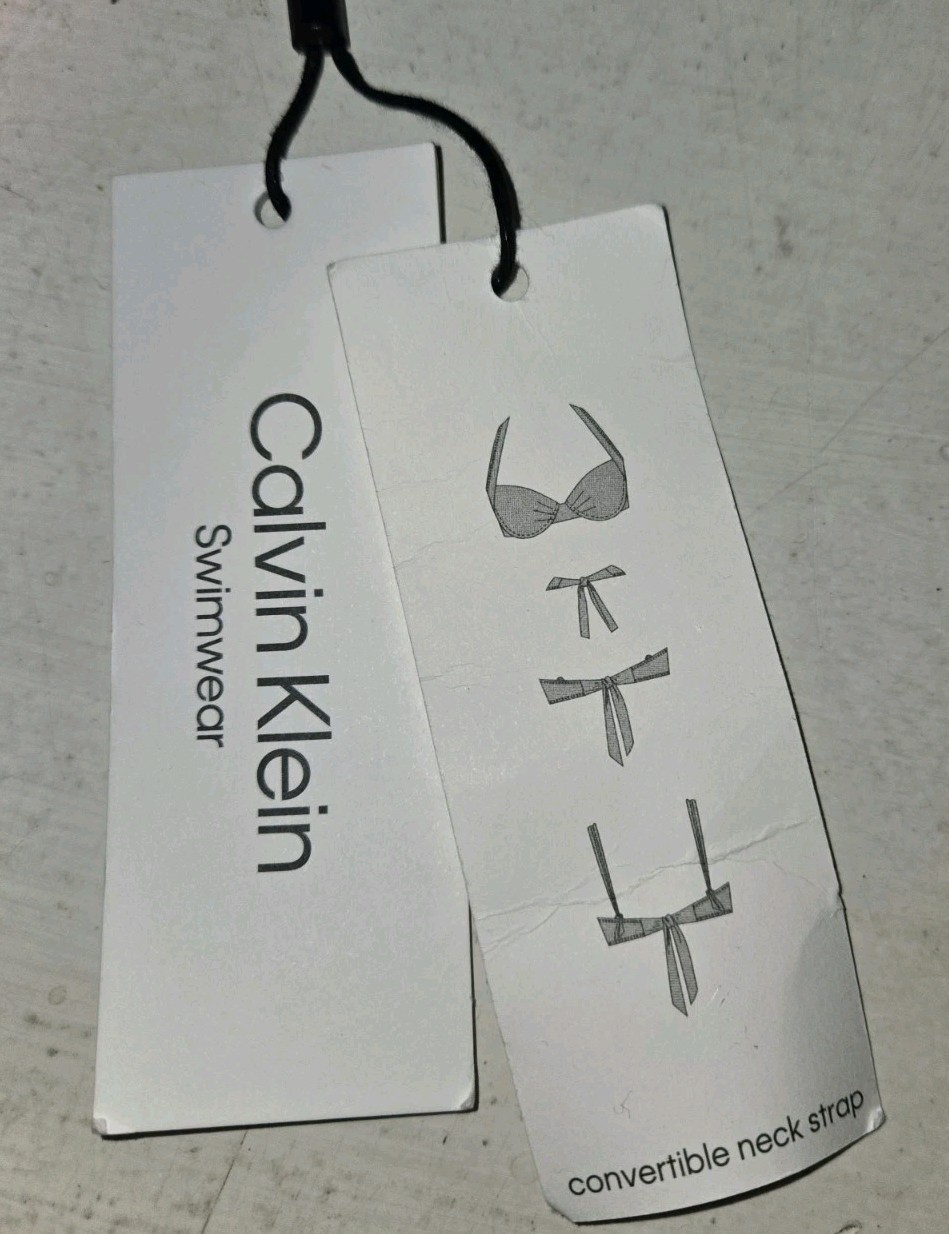 Calvin Klein
Swimwear
convertible neck strap